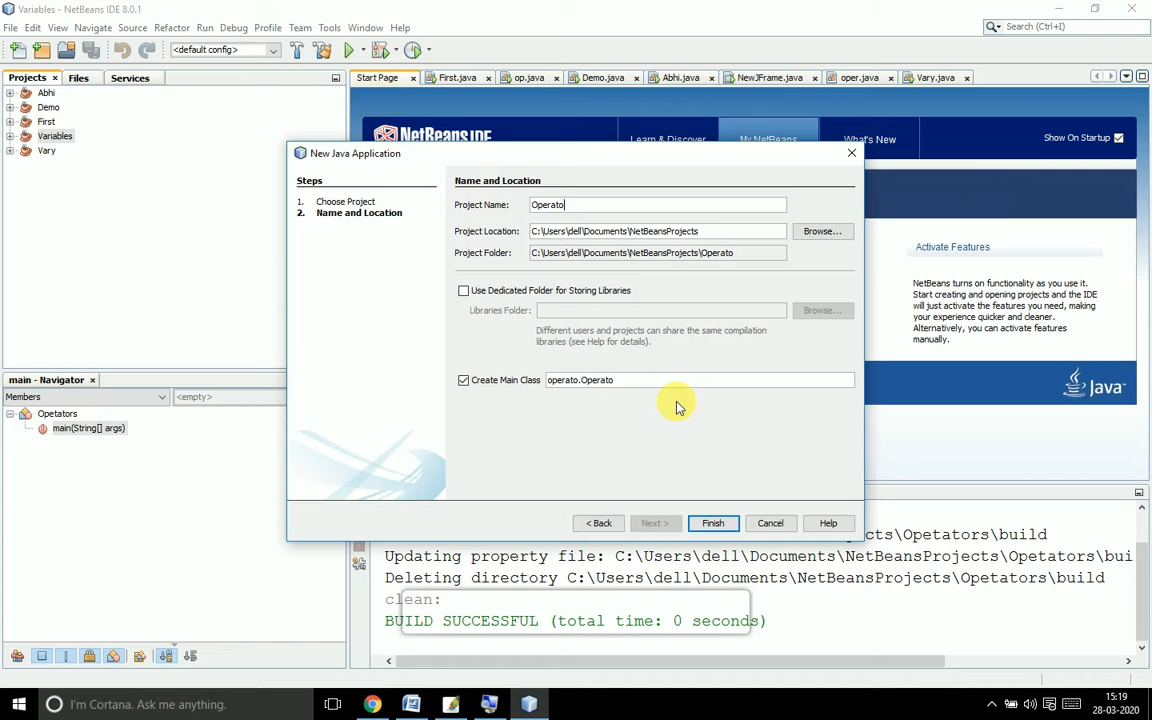 Variables - NetBeans IDE 8.0.1
File Edit View Navigate Source Refactor Run Debug Profile Team Tools Window Help
Search (Ctrl+I)
<default config>
Projects Files Services
Start Page First.java op.java Demo.java Abhi.java NewJFrame.java oper.java Vary.java
Abhi
Demo
First
Variables
Vary
NetBeans IDE Learn & Discover My NetBeans What's New Show On Startup
New Java Application
Steps
1. Choose Project
2. Name and Location
Name and Location
Project Name: Operato
Project Location: C:\Users\dell\Documents\NetBeansProjects Browse...
Project Folder: C:\Users\dell\Documents\NetBeansProjects\Operato
Use Dedicated Folder for Storing Libraries
Libraries Folder: Browse...
Different users and projects can share the same compilation
libraries (see Help for details).
Create Main Class operato.Operato
< Back Next > Finish Cancel Help
Activate Features
NetBeans turns on functionality as you use it.
Start creating and opening projects and the IDE
will just activate the features you need, making
your experience quicker and cleaner.
Alternatively, you can activate features
manually.
Java
main - Navigator
Members <empty>
Opetators
main(String[] args)
cts\Opetators\build
Updating property file: C:\Users\dell\Documents\NetBeansProjects\Opetators\bui
Deleting directory C:\Users\dell\Documents\NetBeansProjects\Opetators\build
clean:
BUILD SUCCESSFUL (total time: 0 seconds)
I'm Cortana. Ask me anything.
15:19
28-03-2020